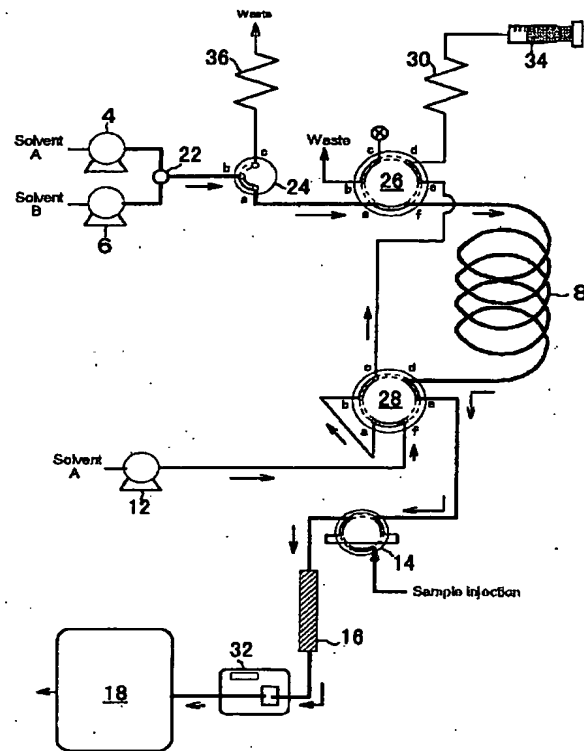 Waste
36
30
34
4
Solvent
A
22
Waste
c
d
b
c
24
b
26
e
a
a
f
Solvent
B
6
8
c
d
b
28
e
a
f
Solvent
A
12
14
Sample injection
16
32
18